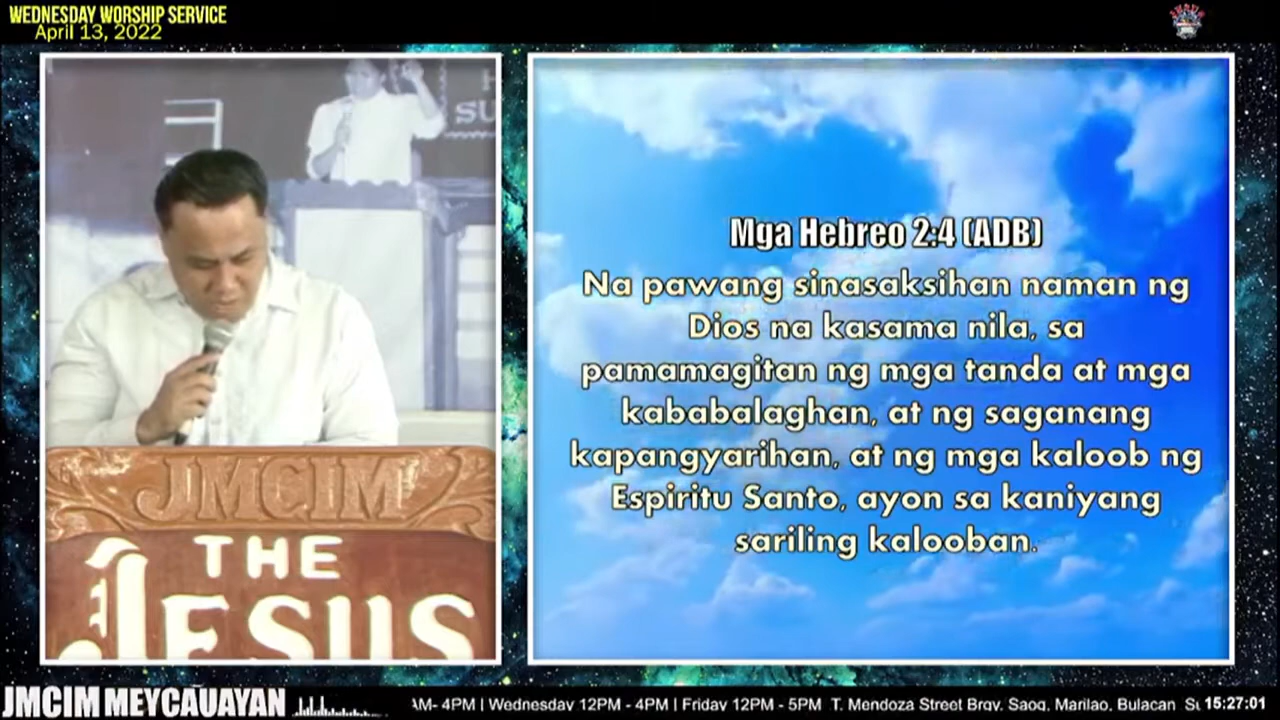 WEDNESDAY WORSHIP SERVICE
April 13, 2022
SU
JMCIM
THE
JESUS
Mga Hebreo 2:4 (ADB)
Na pawang sinasaksihan naman ng
Dios na kasama nila, sa
pamamagitan ng mga tanda at mga
kababalaghan, at ng saganang
kapangyarihan, at ng mga kaloob ng
Espiritu Santo, ayon sa kaniyang
sariling kalooban.
JMCIM MEYCAUAYAN
AM- 4PM | Wednesday 12PM - 4PM | Friday 12PM - 5PM T. Mendoza Street Brgy. Saog, Marilao, Bulacan 15:27:01